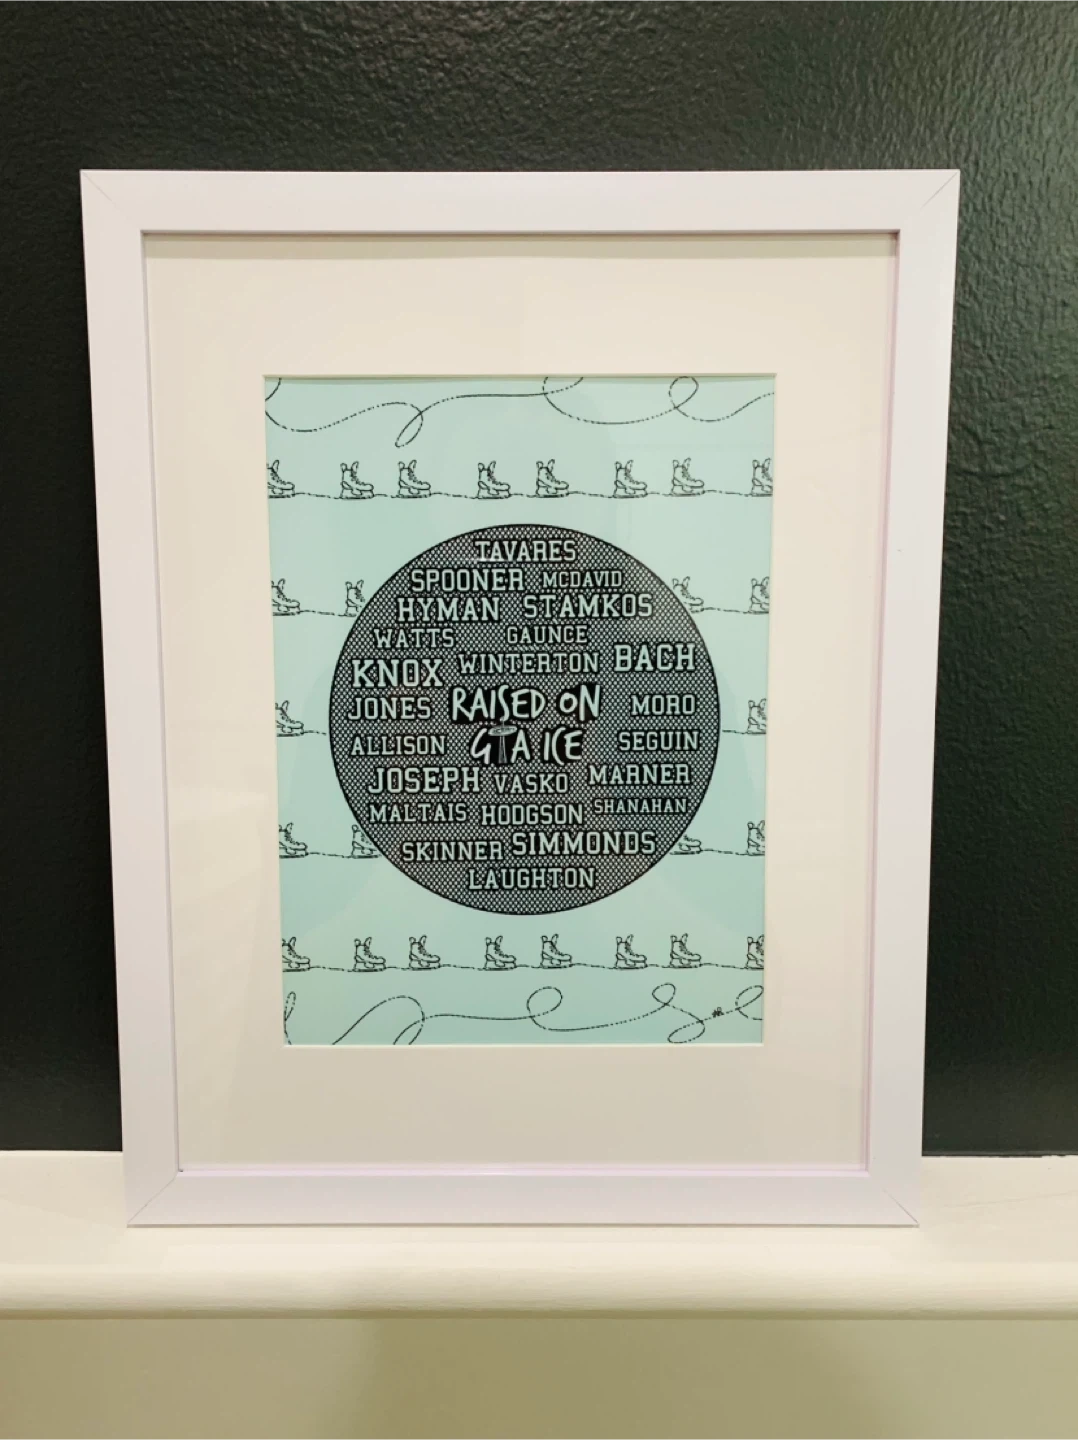 TAVARES
SPOONER MCDAVID
HYMAN STAMKOS
WATTS GAUNCE
KNOX WINTERTON BACH
JONES RAISED ON MORO
ALLISON GTA ICE SEGUIN
JOSEPH VASKO MARNER
MALTAIS HODGSON SHANAHAN
SKINNER SIMMONDS
LAUGHTON